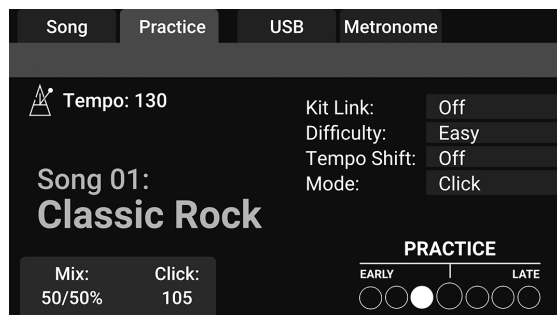 Song Practice USB Metronome
Tempo: 130
Kit Link: Off
Difficulty: Easy
Tempo Shift: Off
Mode: Click
Song 01:
Classic Rock
Mix: Click:
50/50% 105
PRACTICE
EARLY LATE